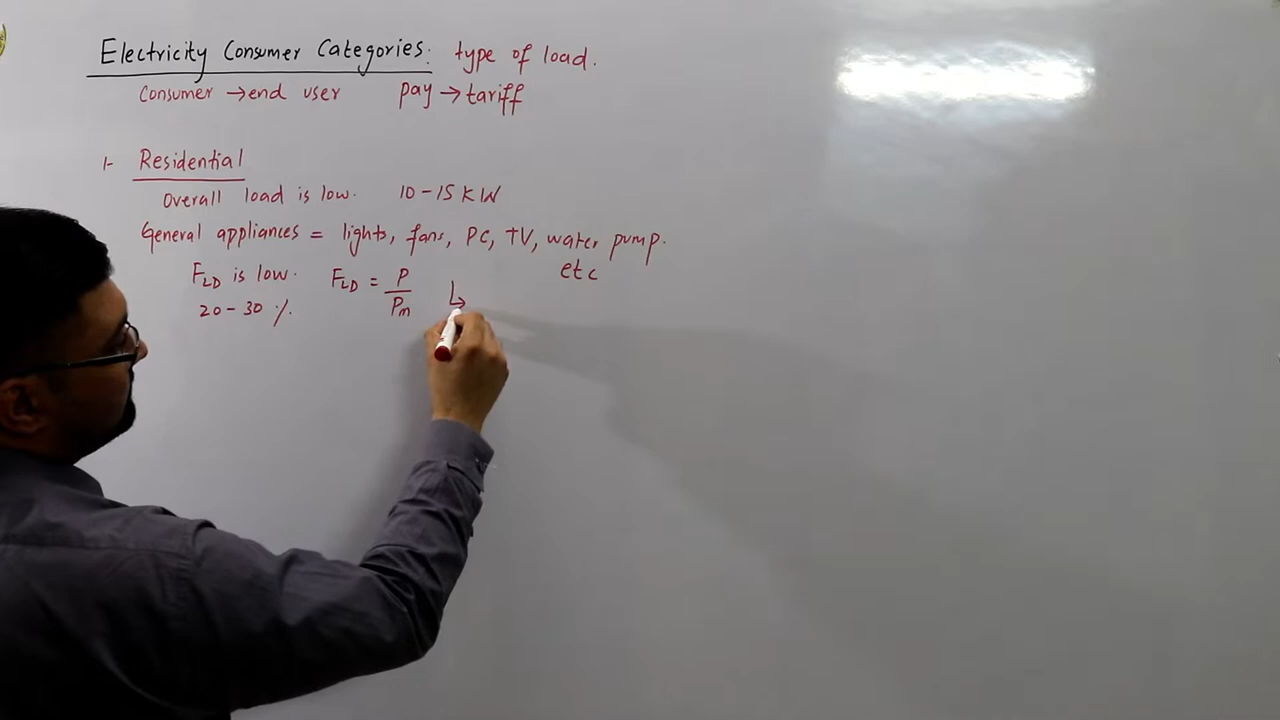 Electricity Consumer Categories: type of load.
Consumer → end user pay → tariff
1- Residential
Overall load is low. 10-15 KW
General appliances = lights, fans, PC, TV, water pump.
etc
FLD is low. FLD = P/Pm
20-30 %.